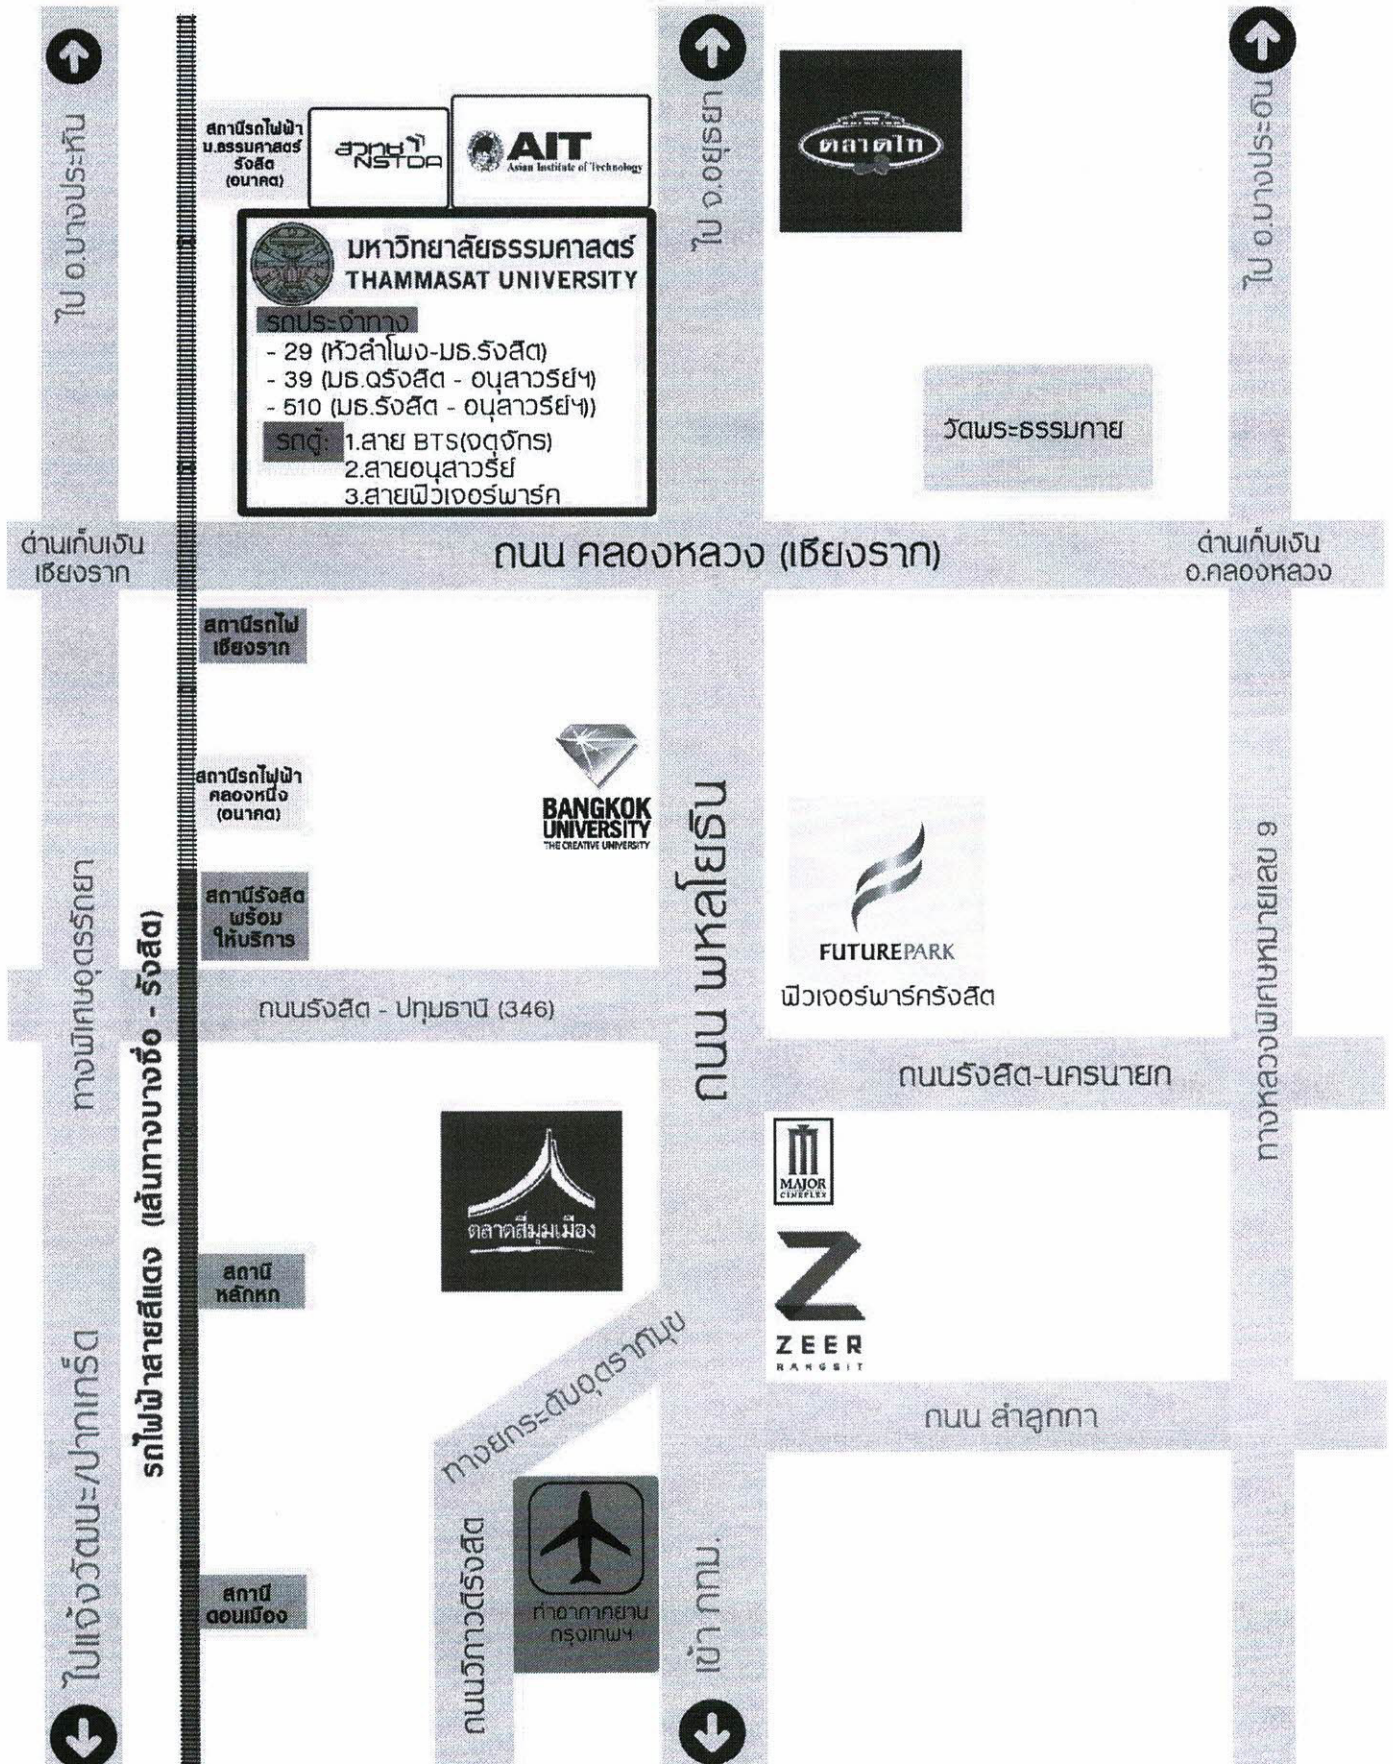 ไป อ.บางประหัน
สถานีรถไฟฟ้า
ม.ธรรมศาสตร์
รังสิต
(อนาคต)
สวทช
NSTDA
AIT
Asian Institute of Technology
ไป จ.อยุธยา
ตลาดไท
ไป อ.บางประอิน
มหาวิทยาลัยธรรมศาสตร์
THAMMASAT UNIVERSITY
รถประจำทาง
- 29 (หัวลำโพง-มธ.รังสิต)
- 39 (มธ.ดรังสิต - อนุสาวรีย์ฯ)
- 510 (มธ.รังสิต - อนุสาวรีย์ฯ))
รถตู้: 1.สาย BTS(จตุจักร)
2.สายอนุสาวรีย์
3.สายฟิวเจอร์พาร์ค
วัดพระธรรมกาย
ด่านเก็บเงิน
เชียงราก
ถนน คลองหลวง (เชียงราก)
ด่านเก็บเงิน
อ.คลองหลวง
สถานีรถไฟ
เชียงราก
สถานีรถไฟฟ้า
คลองหนึ่ง
(อนาคต)
BANGKOK
UNIVERSITY
THE CREATIVE UNIVERSITY
ถนน พหลโยธิน
FUTUREPARK
ฟิวเจอร์พาร์ครังสิต
ทางหลวงพิเศษหมายเลข 9
ทางพิเศษอุดรรัถยา
รถไฟฟ้าสายสีแดง (เส้นทางบางซื่อ - รังสิต)
สถานีรังสิต
พร้อม
ให้บริการ
ถนนรังสิต - ปทุมธานี (346)
ถนนรังสิต-นครนายก
ตลาดสี่มุมเมือง
MAJOR
CINEPLEX
ZEER
RANGSIT
สถานี
หลักหก
ทางยกระดับอุตราภิมุข
ถนน ลำลูกกา
ไปแจ้งวัฒนะ/ปากเกร็ด
สถานี
ดอนเมือง
ถนนวิภาวดีรังสิต
ท่าอากาศยาน
กรุงเทพฯ
เข้า กทม.